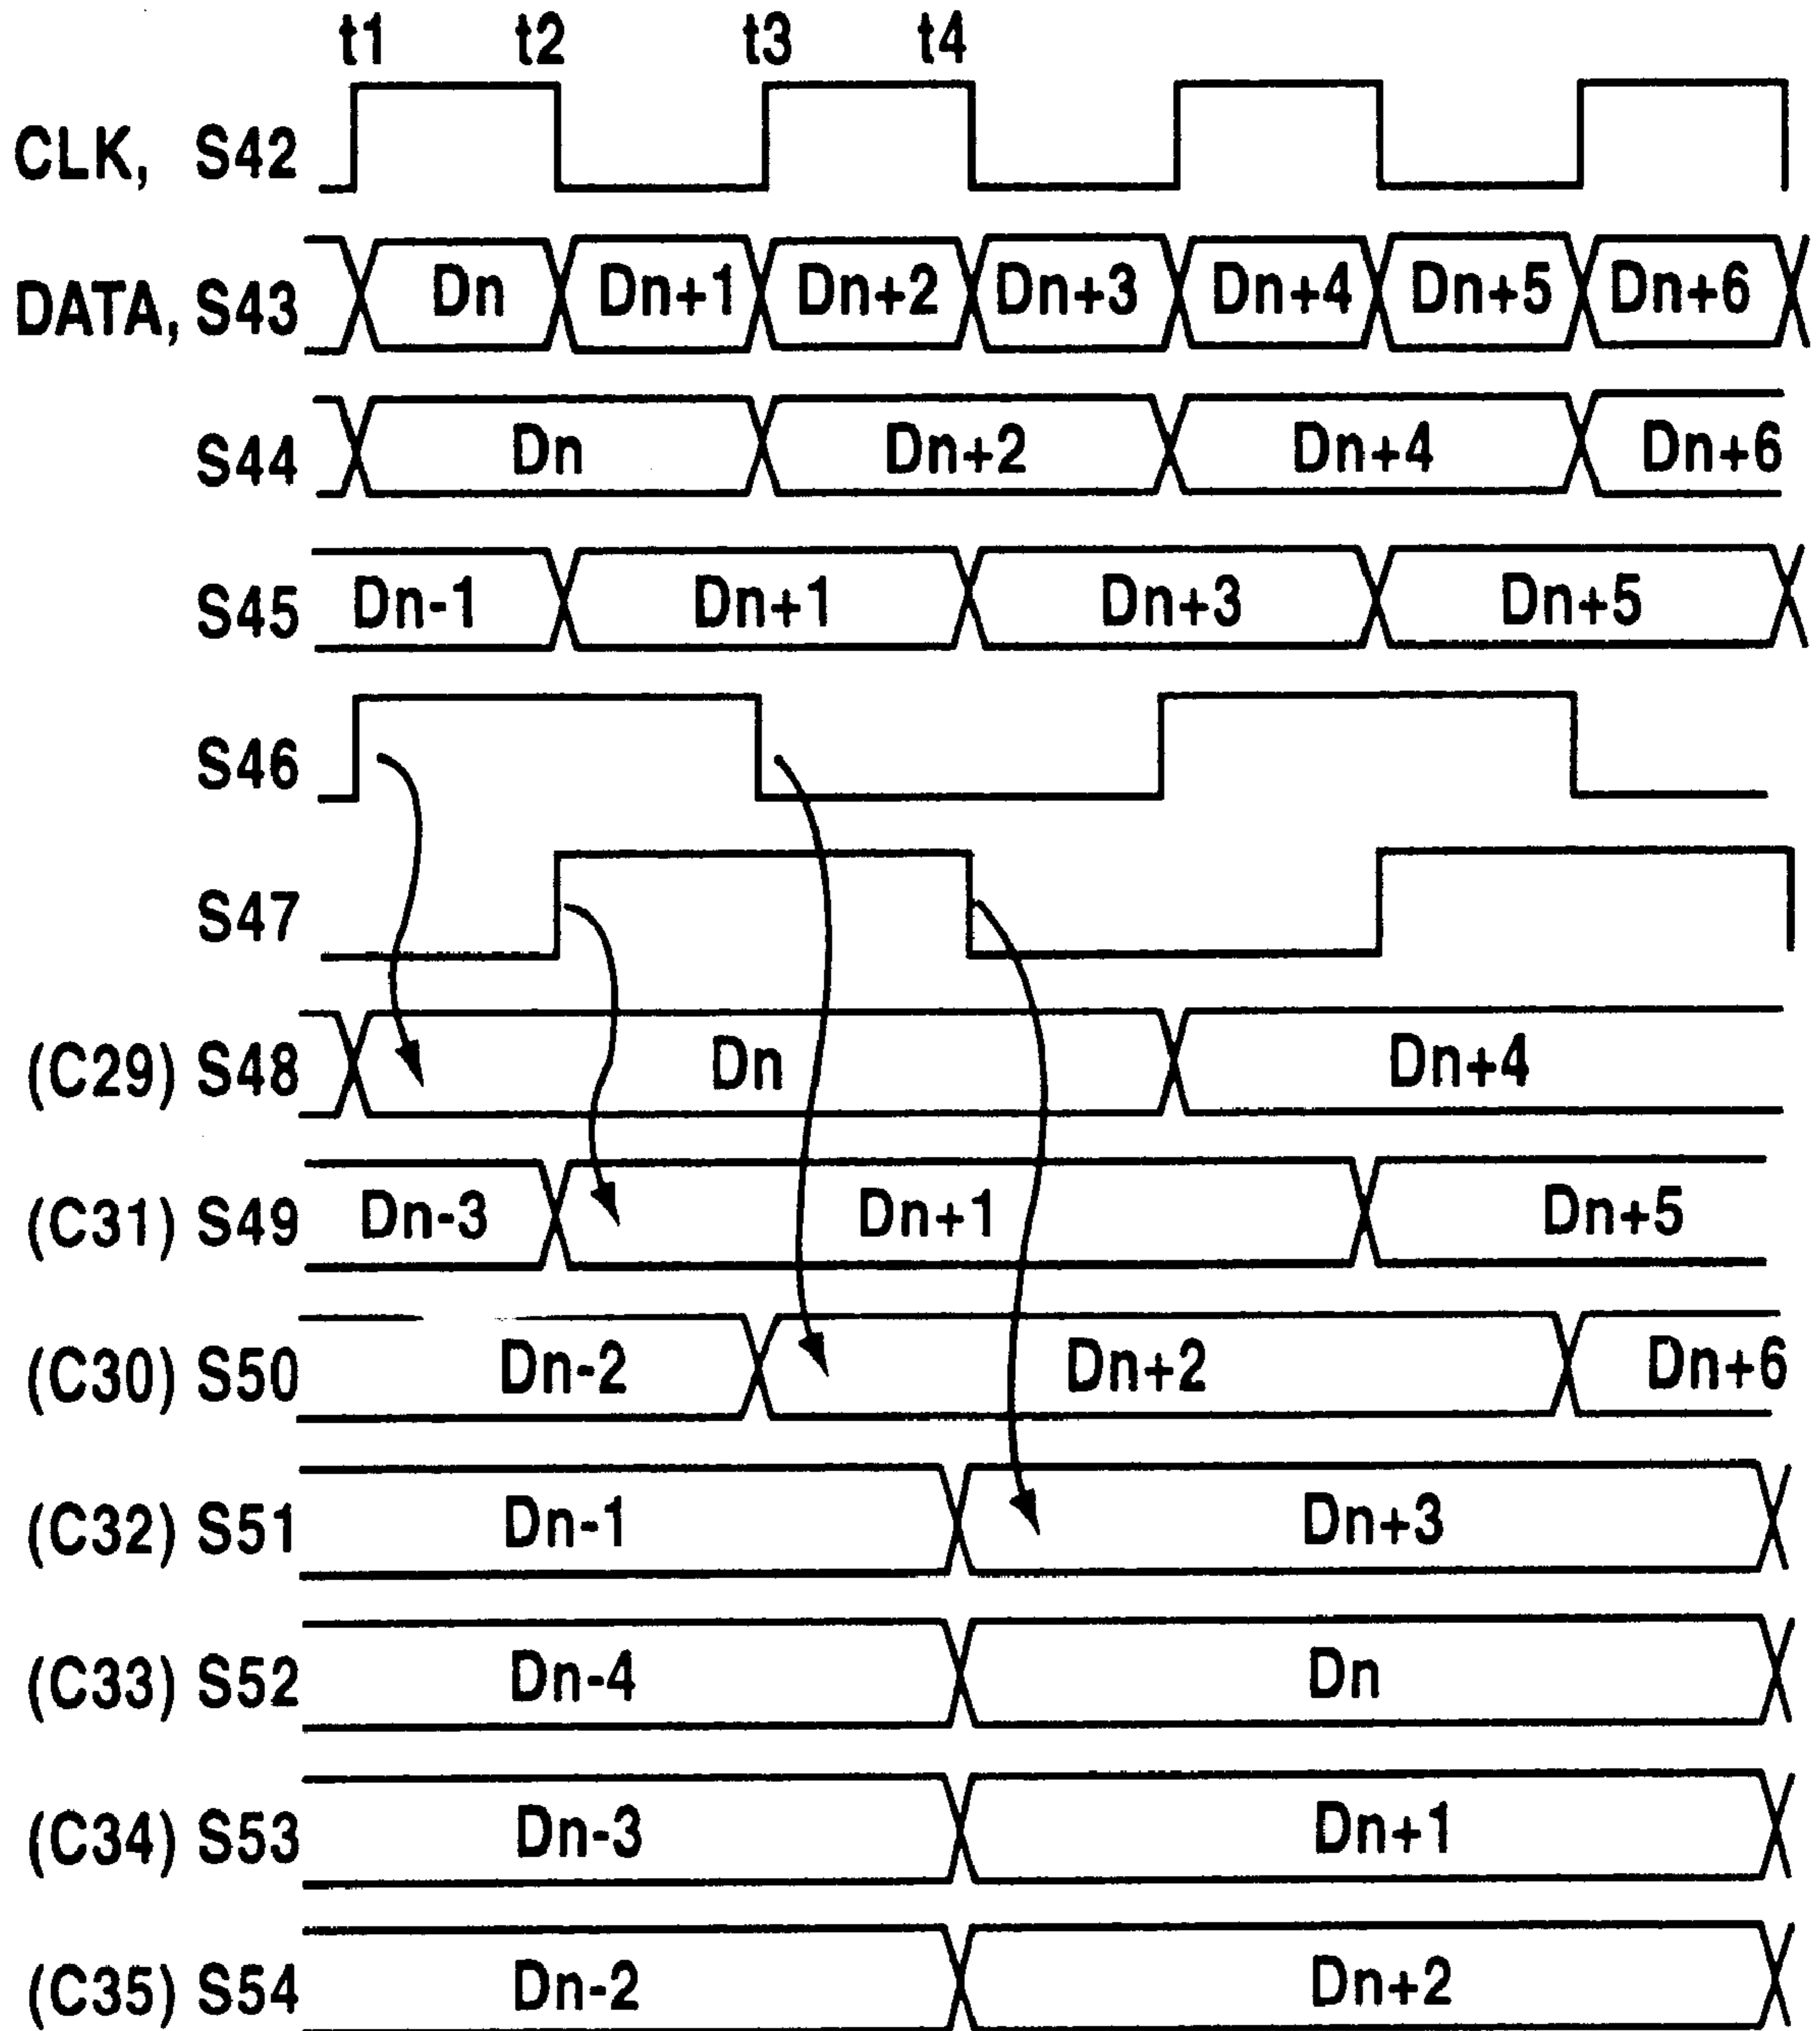 t1 t2 t3 t4
CLK, S42
DATA, S43 Dn Dn+1 Dn+2 Dn+3 Dn+4 Dn+5 Dn+6
S44 Dn Dn+2 Dn+4 Dn+6
S45 Dn-1 Dn+1 Dn+3 Dn+5
S46
S47
(C29) S48 Dn Dn+4
(C31) S49 Dn-3 Dn+1 Dn+5
(C30) S50 Dn-2 Dn+2 Dn+6
(C32) S51 Dn-1 Dn+3
(C33) S52 Dn-4 Dn
(C34) S53 Dn-3 Dn+1
(C35) S54 Dn-2 Dn+2